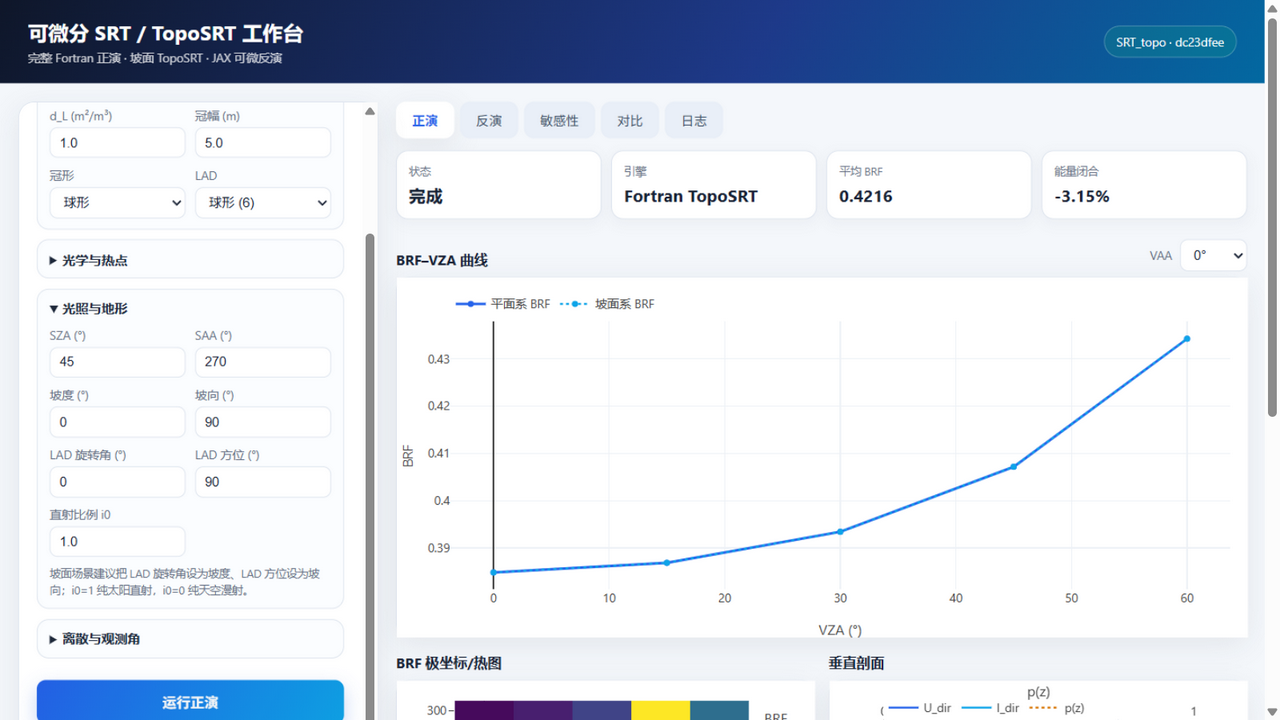 可微分 SRT / TopoSRT 工作台
完整 Fortran 正演 · 坡面 TopoSRT · JAX 可微反演
SRT_topo · dc23dfee
d_L (m²/m³)
冠幅 (m)
1.0
5.0
冠形
LAD
球形
球形 (6)
光学与热点
光照与地形
SZA (°)
SAA (°)
45
270
坡度 (°)
坡向 (°)
0
90
LAD 旋转角 (°)
LAD 方位 (°)
0
90
直射比例 i0
1.0
坡面场景建议把 LAD 旋转角设为坡度、LAD 方位设为坡
向；i0=1 纯太阳直射，i0=0 纯天空漫射。
离散与观测角
运行正演
正演
反演
敏感性
对比
日志
状态
完成
引擎
Fortran TopoSRT
平均 BRF
0.4216
能量闭合
-3.15%
BRF–VZA 曲线
VAA
0°
平面系 BRF
坡面系 BRF
0.43
0.42
0.41
0.4
0.39
BRF
0
10
20
30
40
50
60
VZA (°)
BRF 极坐标/热图
300
BRF
垂直剖面
p(z)
U_dir
I_dir
p(z)
1